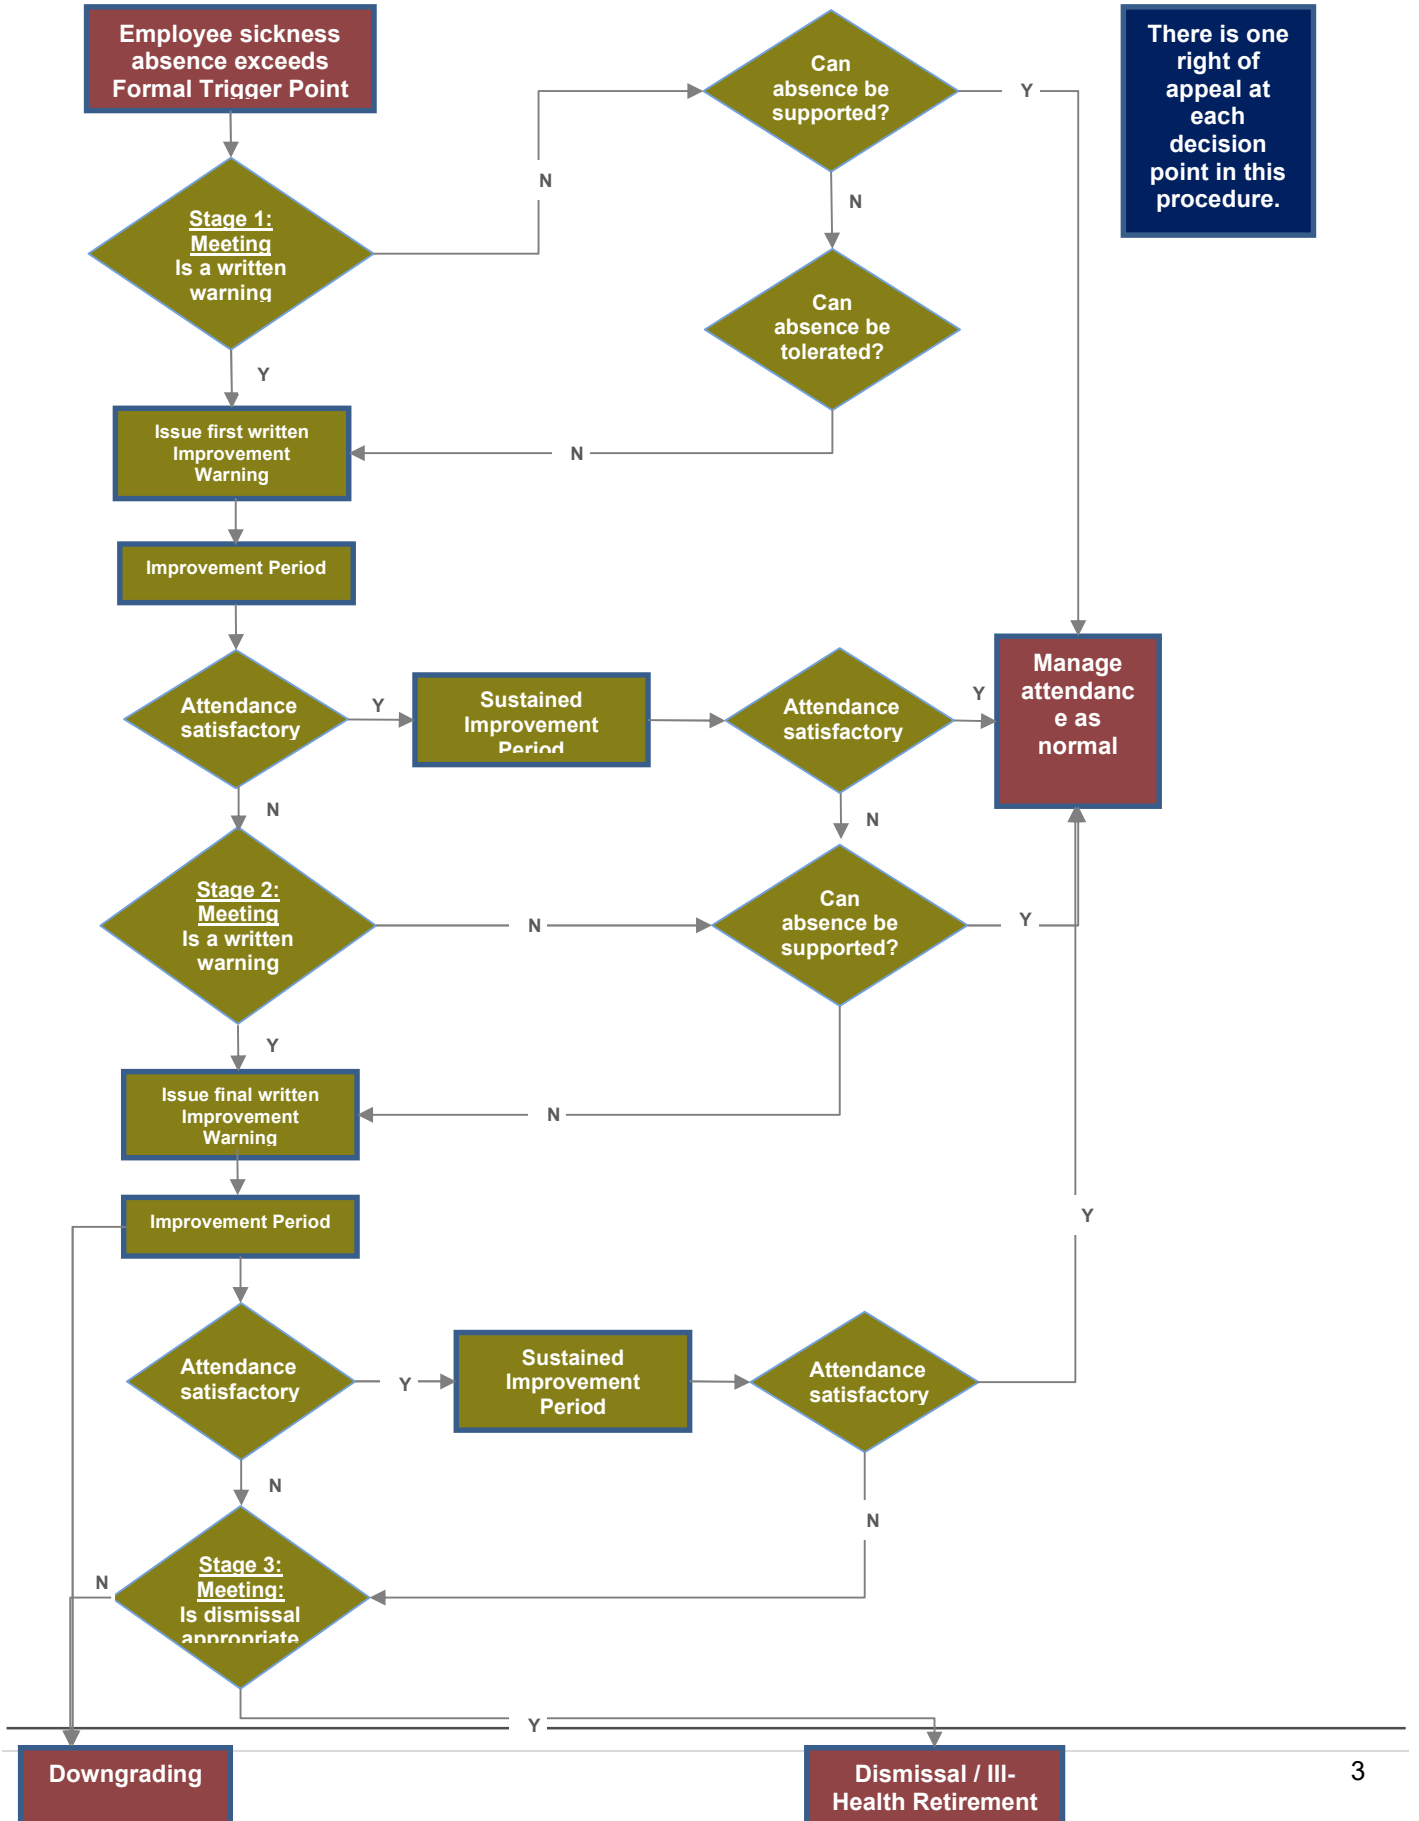 Employee sickness
absence exceeds
Formal Trigger Point
Can
absence be
supported?
Y
There is one
right of
appeal at
each
decision
point in this
procedure.
N
N
Stage 1:
Meeting
Is a written
warning
Can
absence be
tolerated?
Y
Issue first written
Improvement
Warning
N
Improvement Period
Attendance
satisfactory
Y
Sustained
Improvement
Period
Attendance
satisfactory
Y
Manage
attendanc
e as
normal
N
N
Stage 2:
Meeting
Is a written
warning
N
Can
absence be
supported?
Y
Y
Issue final written
Improvement
Warning
N
Improvement Period
Y
Attendance
satisfactory
Y
Sustained
Improvement
Period
Attendance
satisfactory
N
N
N
Stage 3:
Meeting:
Is dismissal
appropriate
Y
Downgrading
Dismissal / Ill-
Health Retirement
3